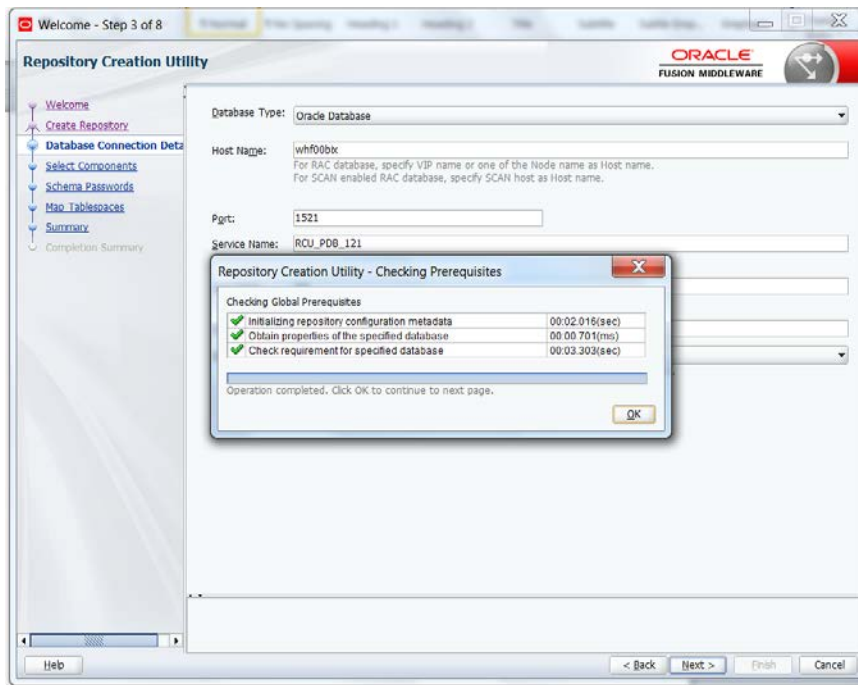 Welcome - Step 3 of 8
Repository Creation Utility
ORACLE
FUSION MIDDLEWARE
Welcome
Create Repository
Database Connection Deta
Select Components
Schema Passwords
Map Tablespaces
Summary
Completion Summary
Database Type:
Oracle Database
Host Name:
whf00blx
For RAC database, specify VIP name or one of the Node name as Host name.
For SCAN enabled RAC database, specify SCAN host as Host name.
Port:
1521
Service Name:
RCU_PDB_121
Repository Creation Utility - Checking Prerequisites
Checking Global Prerequisites
Initializing repository configuration metadata 00:02.016(sec)
Obtain properties of the specified database 00:00.701(ms)
Check requirement for specified database 00:03.303(sec)
Operation completed. Click OK to continue to next page.
OK
Help
< Back
Next >
Finish
Cancel